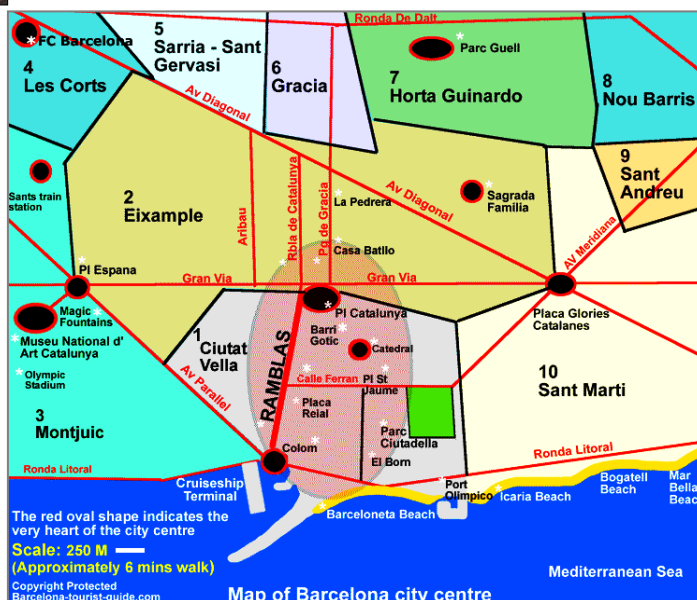 Ronda De Dalt
FC Barcelona
5
Sarria - Sant
Gervasi
Parc Guell
4
Les Corts
6
Gracia
7
Horta Guinardo
8
Nou Barris
Av Diagonal
9
Sant
Andreu
Sants train
station
2
Eixample
Aribau
Rbla de Catalunya
Pg de Gracia
La Pedrera
Av Diagonal
Sagrada
Familia
Casa Batllo
AV Meridiana
Pl Espana
Gran Via
Gran Via
Magic
Fountains
Pl Catalunya
Placa Glories
Catalanes
Museu National d'
Art Catalunya
1
Ciutat
Vella
Barri
Gotic
Catedral
Olympic
Stadium
Av Parallel
RAMBLAS
Calle Ferran
Pl St
Jaume
10
Sant Marti
3
Montjuic
Placa
Reial
Parc
Ciutadella
Colom
El Born
Ronda Litoral
Ronda Litoral
Cruiseship
Terminal
Port
Olimpico
Icaria Beach
Bogatell
Beach
Mar
Bella
Beac
Barceloneta Beach
The red oval shape indicates the
very heart of the city centre
Scale: 250 M
(Approximately 6 mins walk)
Mediterranean Sea
Copyright Protected
Barcelona-tourist-guide.com
Map of Barcelona city centre